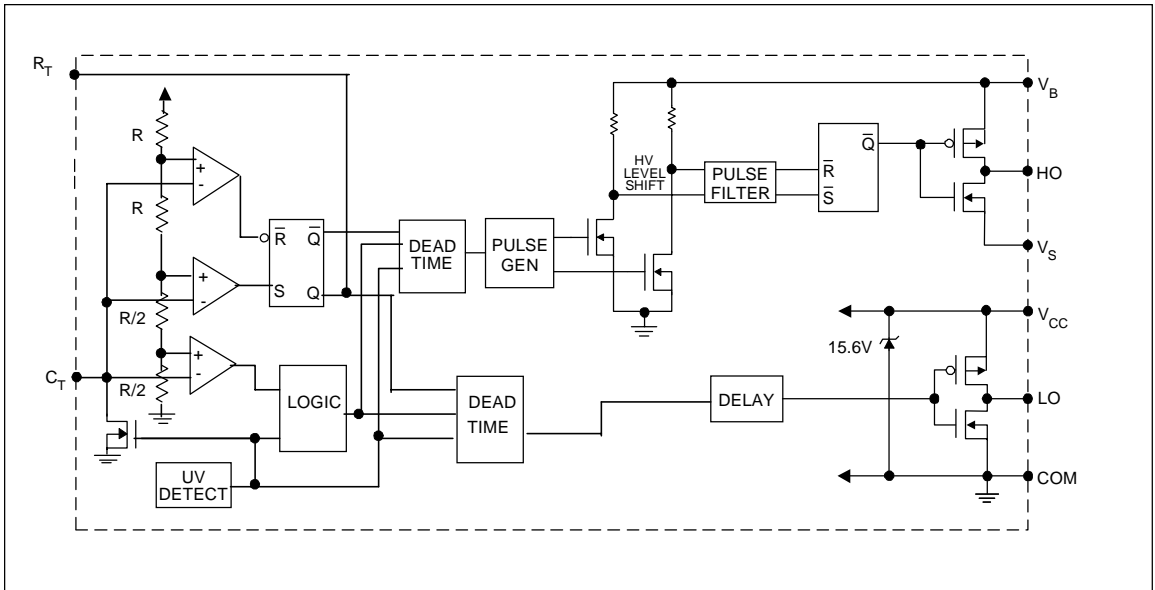 R_T
V_B
R
HV
LEVEL
SHIFT
PULSE
FILTER
R̅
S̅
Q̅
HO
R
R̅
Q̅
S
Q
DEAD
TIME
PULSE
GEN
V_S
R/2
V_CC
15.6V
C_T
R/2
LOGIC
DEAD
TIME
DELAY
LO
UV
DETECT
COM
+
-
+
-
+
-